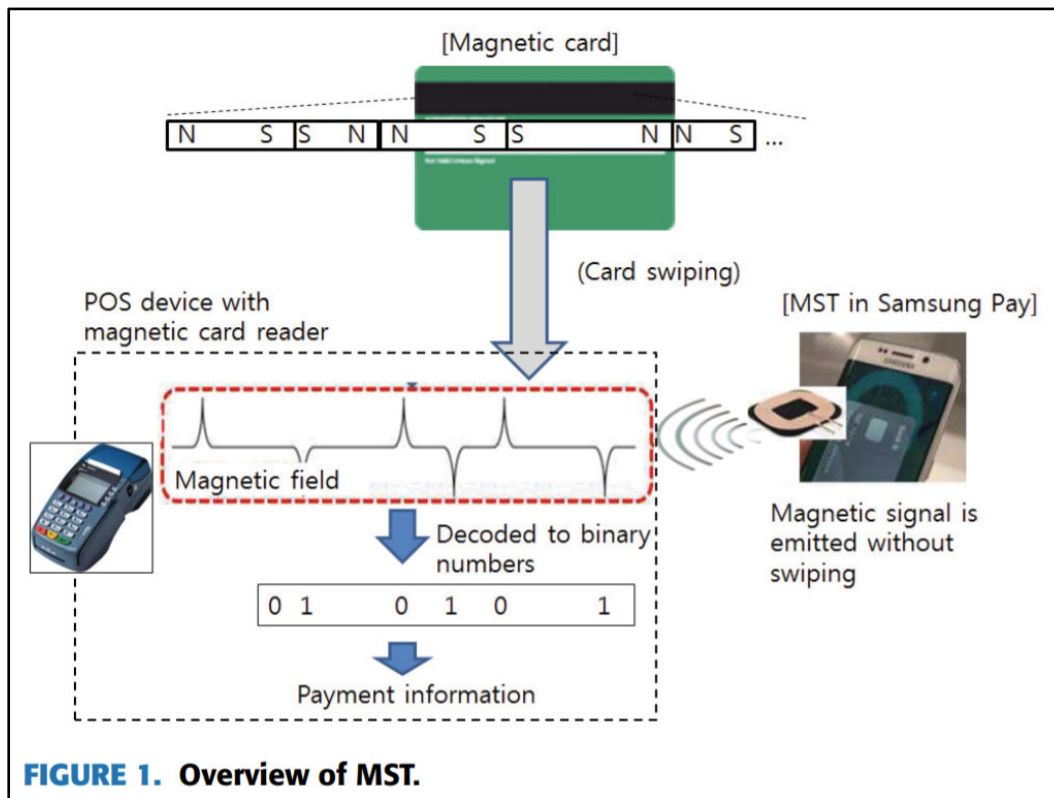 [Magnetic card]
N S S N N S S N N S ...
(Card swiping)
POS device with
magnetic card reader
[MST in Samsung Pay]
SAMSUNG
Magnetic field
Magnetic signal is
emitted without
swiping
Decoded to binary
numbers
0 1 0 1 0 1
Payment information
FIGURE 1. Overview of MST.